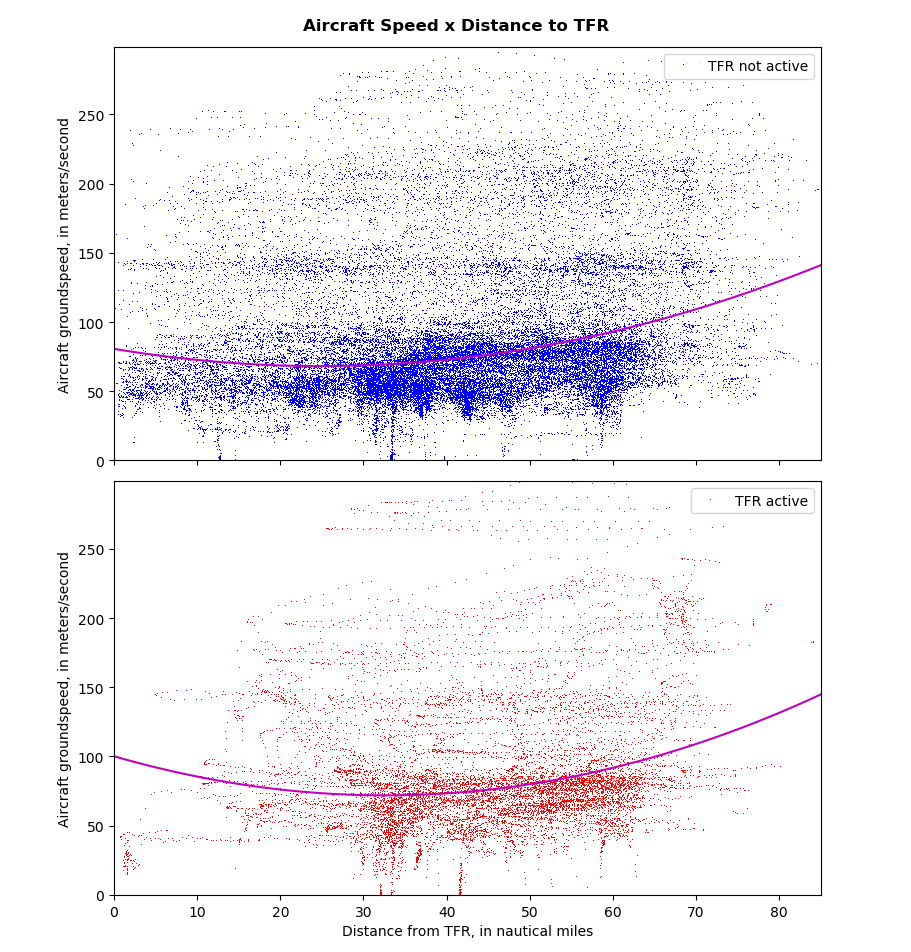 Aircraft Speed x Distance to TFR
TFR not active
Aircraft groundspeed, in meters/second
250
200
150
100
50
0
TFR active
Aircraft groundspeed, in meters/second
250
200
150
100
50
0
0 10 20 30 40 50 60 70 80
Distance from TFR, in nautical miles